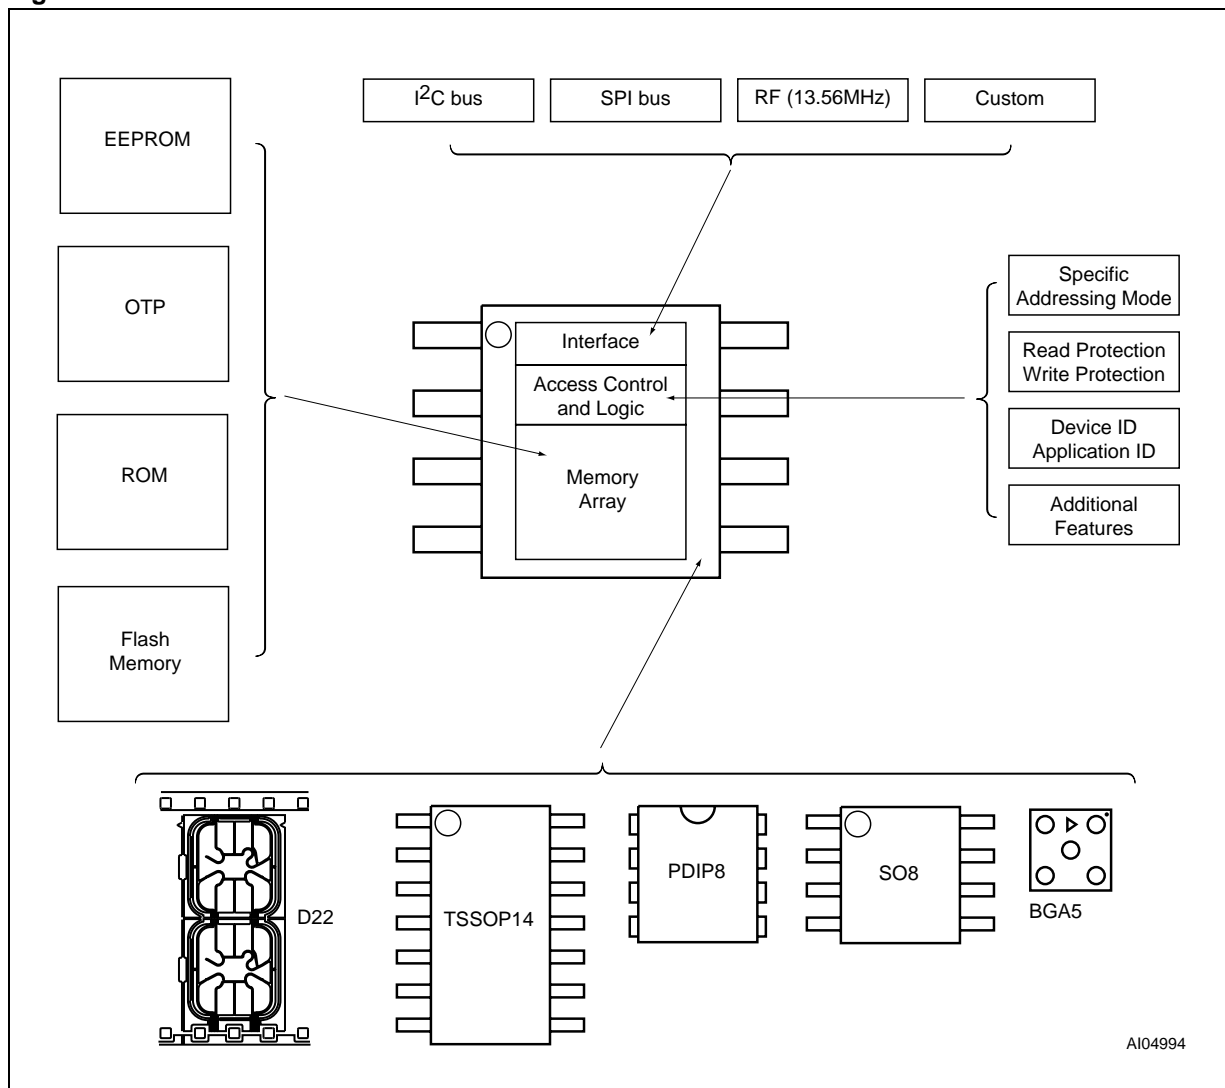 I2C bus
SPI bus
RF (13.56MHz)
Custom
EEPROM
OTP
ROM
Flash
Memory
Interface
Access Control
and Logic
Memory
Array
Specific
Addressing Mode
Read Protection
Write Protection
Device ID
Application ID
Additional
Features
D22
TSSOP14
PDIP8
SO8
BGA5
AI04994